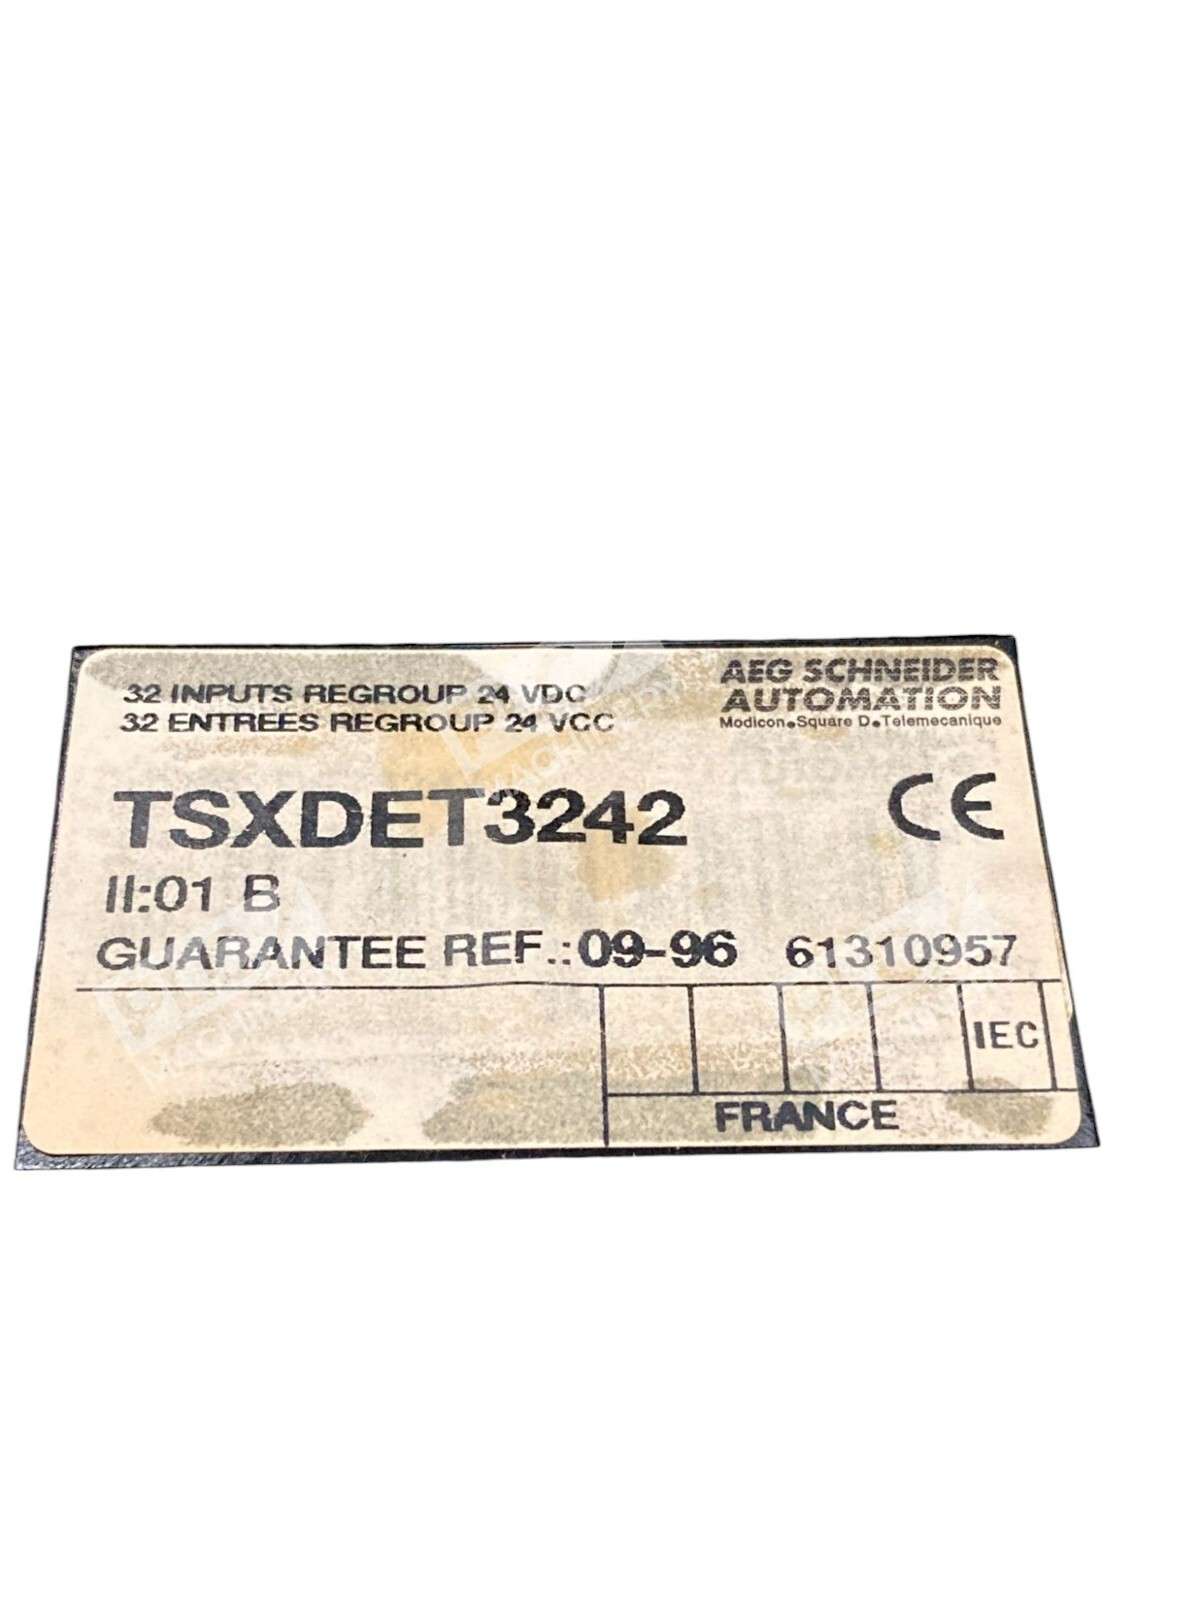 32 INPUTS REGROUP 24 VDC
32 ENTREES REGROUP 24 VCC
AEG SCHNEIDER
AUTOMATION
Modicon.Square D.Telemecanique
TSXDET3242
CE
II:01 B
GUARANTEE REF.:09-96 61310957
IEC
FRANCE